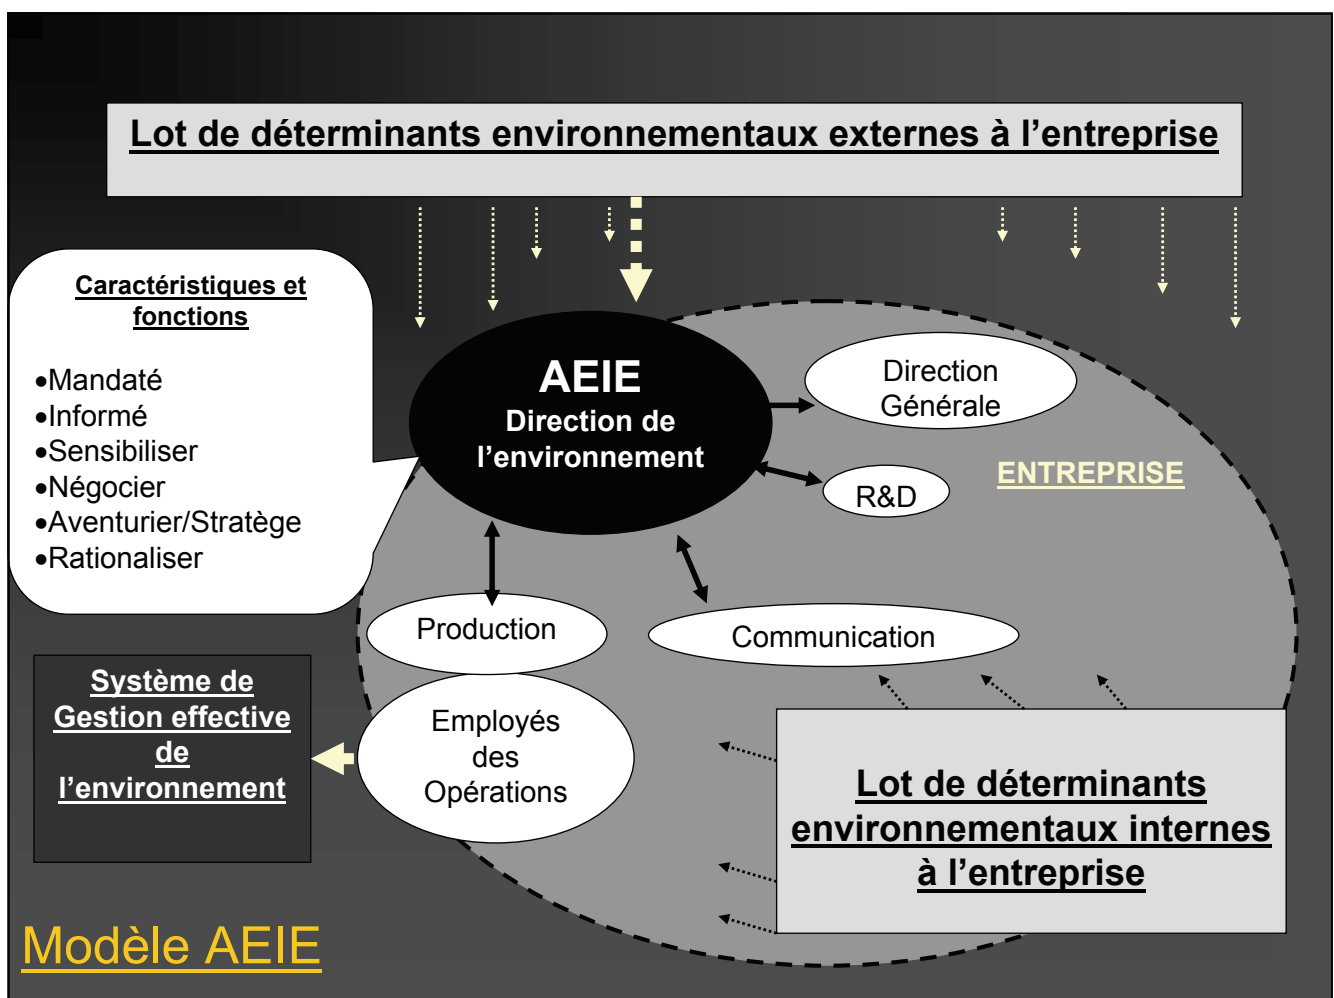 Lot de déterminants environnementaux externes à l’entreprise
Caractéristiques et
fonctions
•Mandaté
•Informé
•Sensibiliser
•Négocier
•Aventurier/Stratège
•Rationaliser
AEIE
Direction de
l’environnement
Direction
Générale
R&D
ENTREPRISE
Production
Communication
Employés
des
Opérations
Système de
Gestion effective
de
l’environnement
Lot de déterminants
environnementaux internes
à l’entreprise
Modèle AEIE